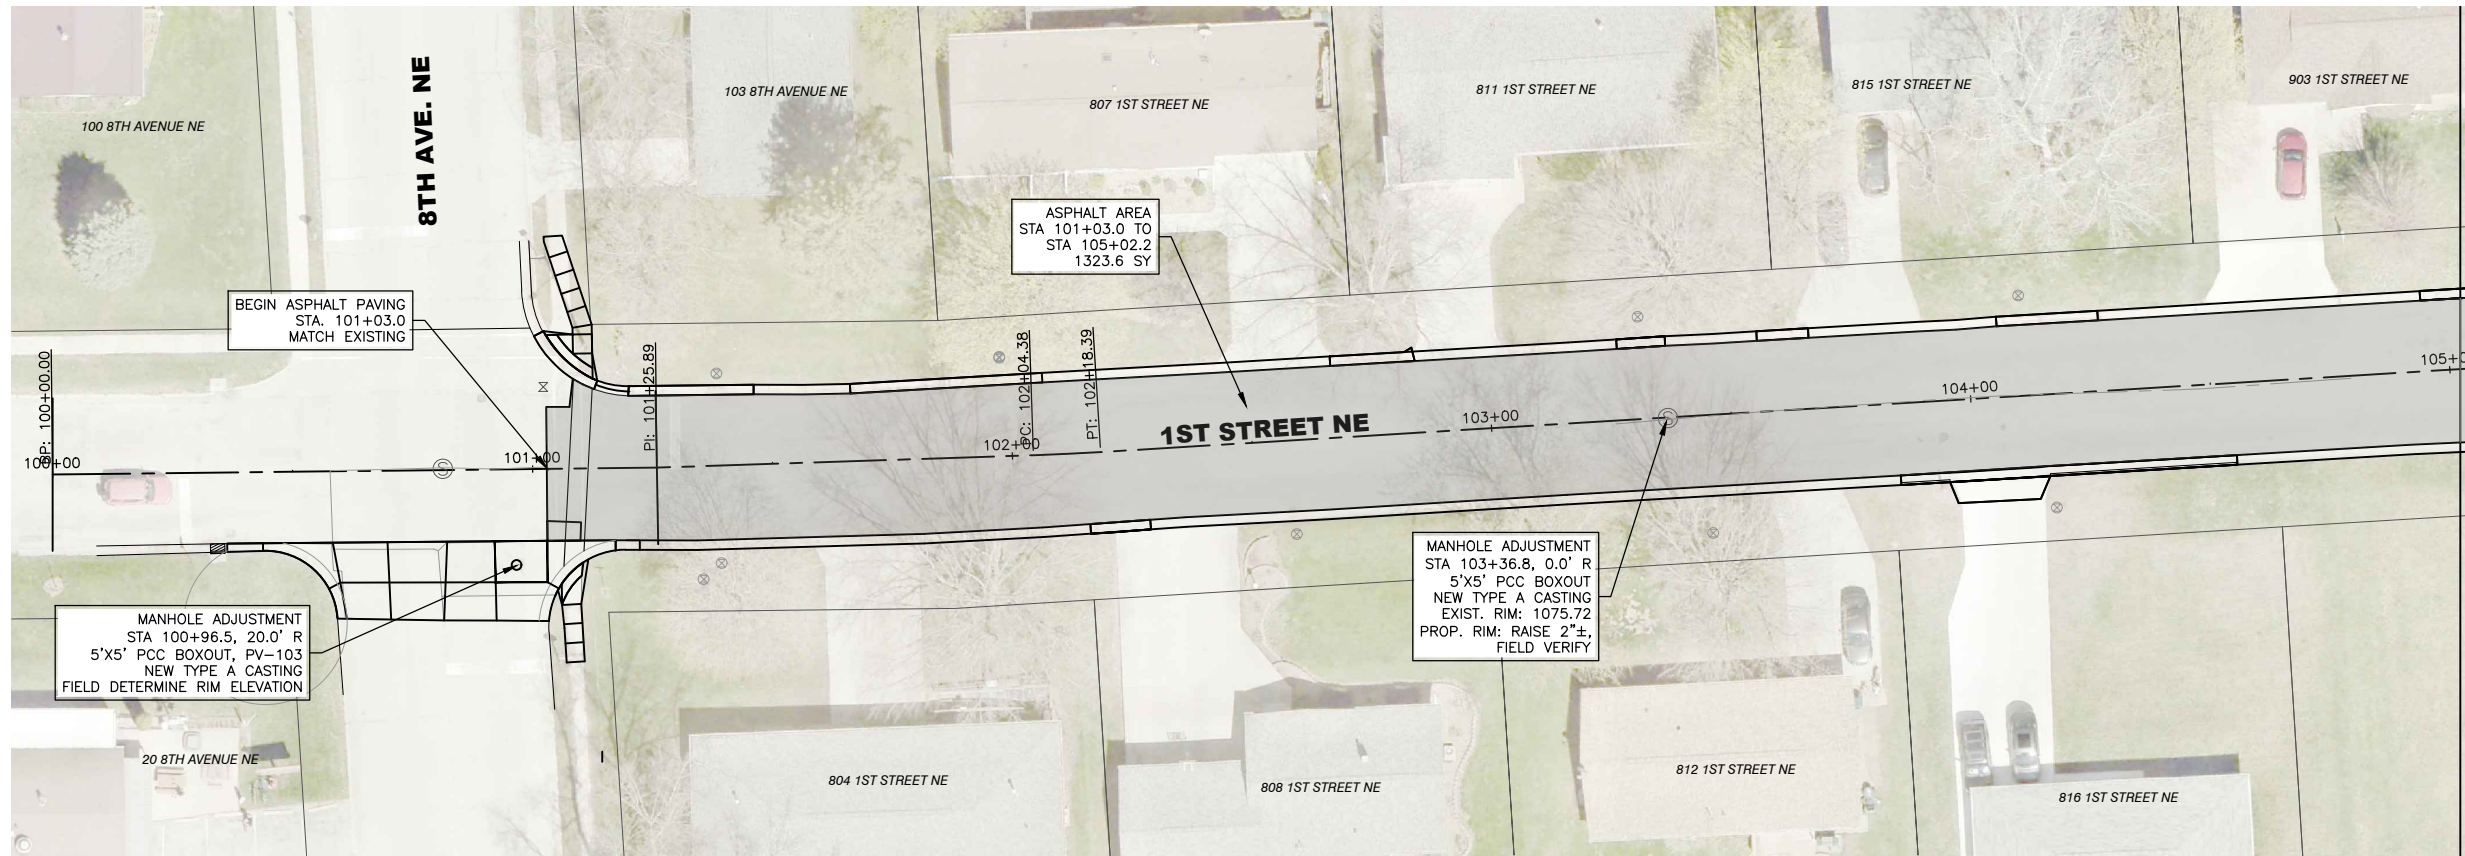 8TH AVE. NE
100 8TH AVENUE NE
103 8TH AVENUE NE
807 1ST STREET NE
811 1ST STREET NE
815 1ST STREET NE
903 1ST STREET NE
ASPHALT AREA
STA 101+03.0 TO
STA 105+02.2
1323.6 SY
BEGIN ASPHALT PAVING
STA. 101+03.0
MATCH EXISTING
BP: 100+00.00
PI: 101+25.89
PC: 102+04.38
PT: 102+18.39
100+00
101+00
102+00
1ST STREET NE
103+00
104+00
105+0
S
S
MANHOLE ADJUSTMENT
STA 103+36.8, 0.0' R
5'X5' PCC BOXOUT
NEW TYPE A CASTING
EXIST. RIM: 1075.72
PROP. RIM: RAISE 2"±,
FIELD VERIFY
MANHOLE ADJUSTMENT
STA 100+96.5, 20.0' R
5'X5' PCC BOXOUT, PV-103
NEW TYPE A CASTING
FIELD DETERMINE RIM ELEVATION
20 8TH AVENUE NE
804 1ST STREET NE
808 1ST STREET NE
812 1ST STREET NE
816 1ST STREET NE